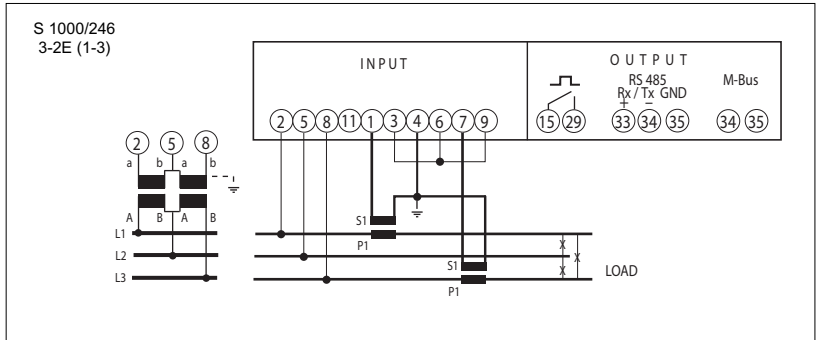 S 1000/246
3-2E (1-3)
INPUT
OUTPUT
RS 485
Rx / Tx GND
+ −
M-Bus
2 5 8 11 1 3 4 6 7 9
15 29 33 34 35 34 35
2 5 8
a b a b
A B A B
L1
L2
L3
S1
P1
S1
P1
X
X
X
LOAD